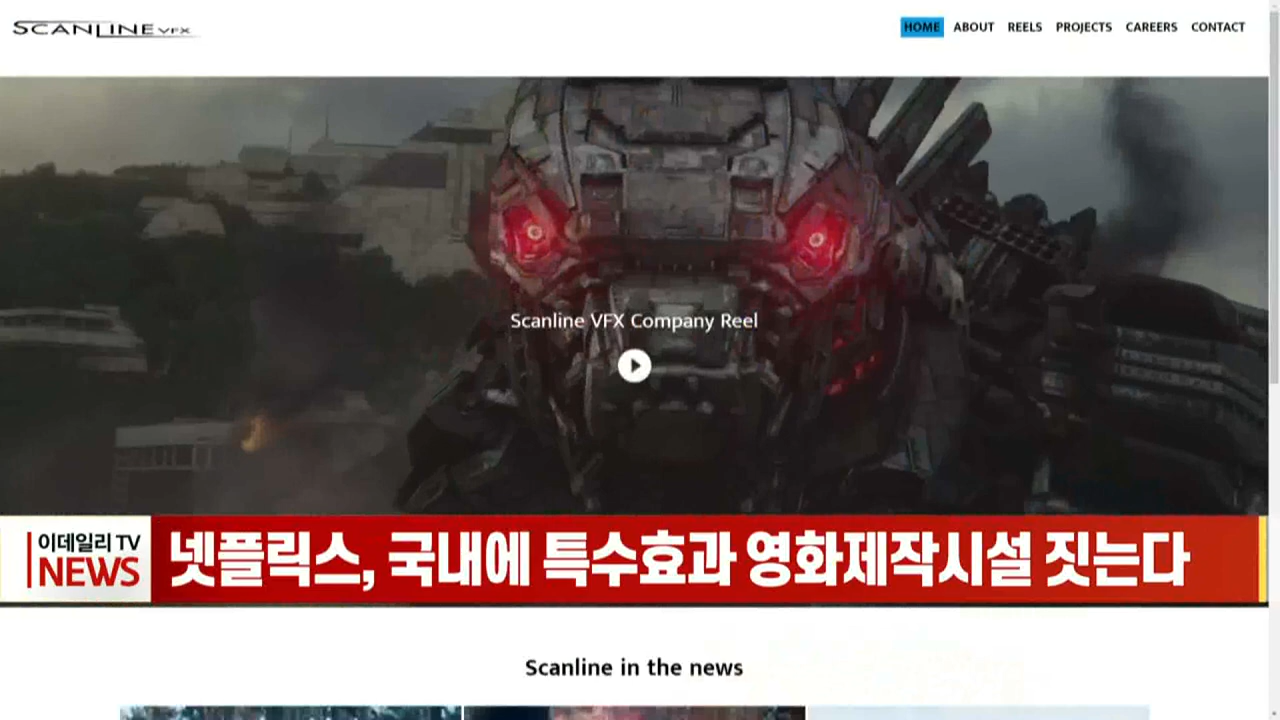 SCANLINE VFX
HOME ABOUT REELS PROJECTS CAREERS CONTACT
Scanline VFX Company Reel
이데일리 TV
NEWS
넷플릭스, 국내에 특수효과 영화제작시설 짓는다
Scanline in the news